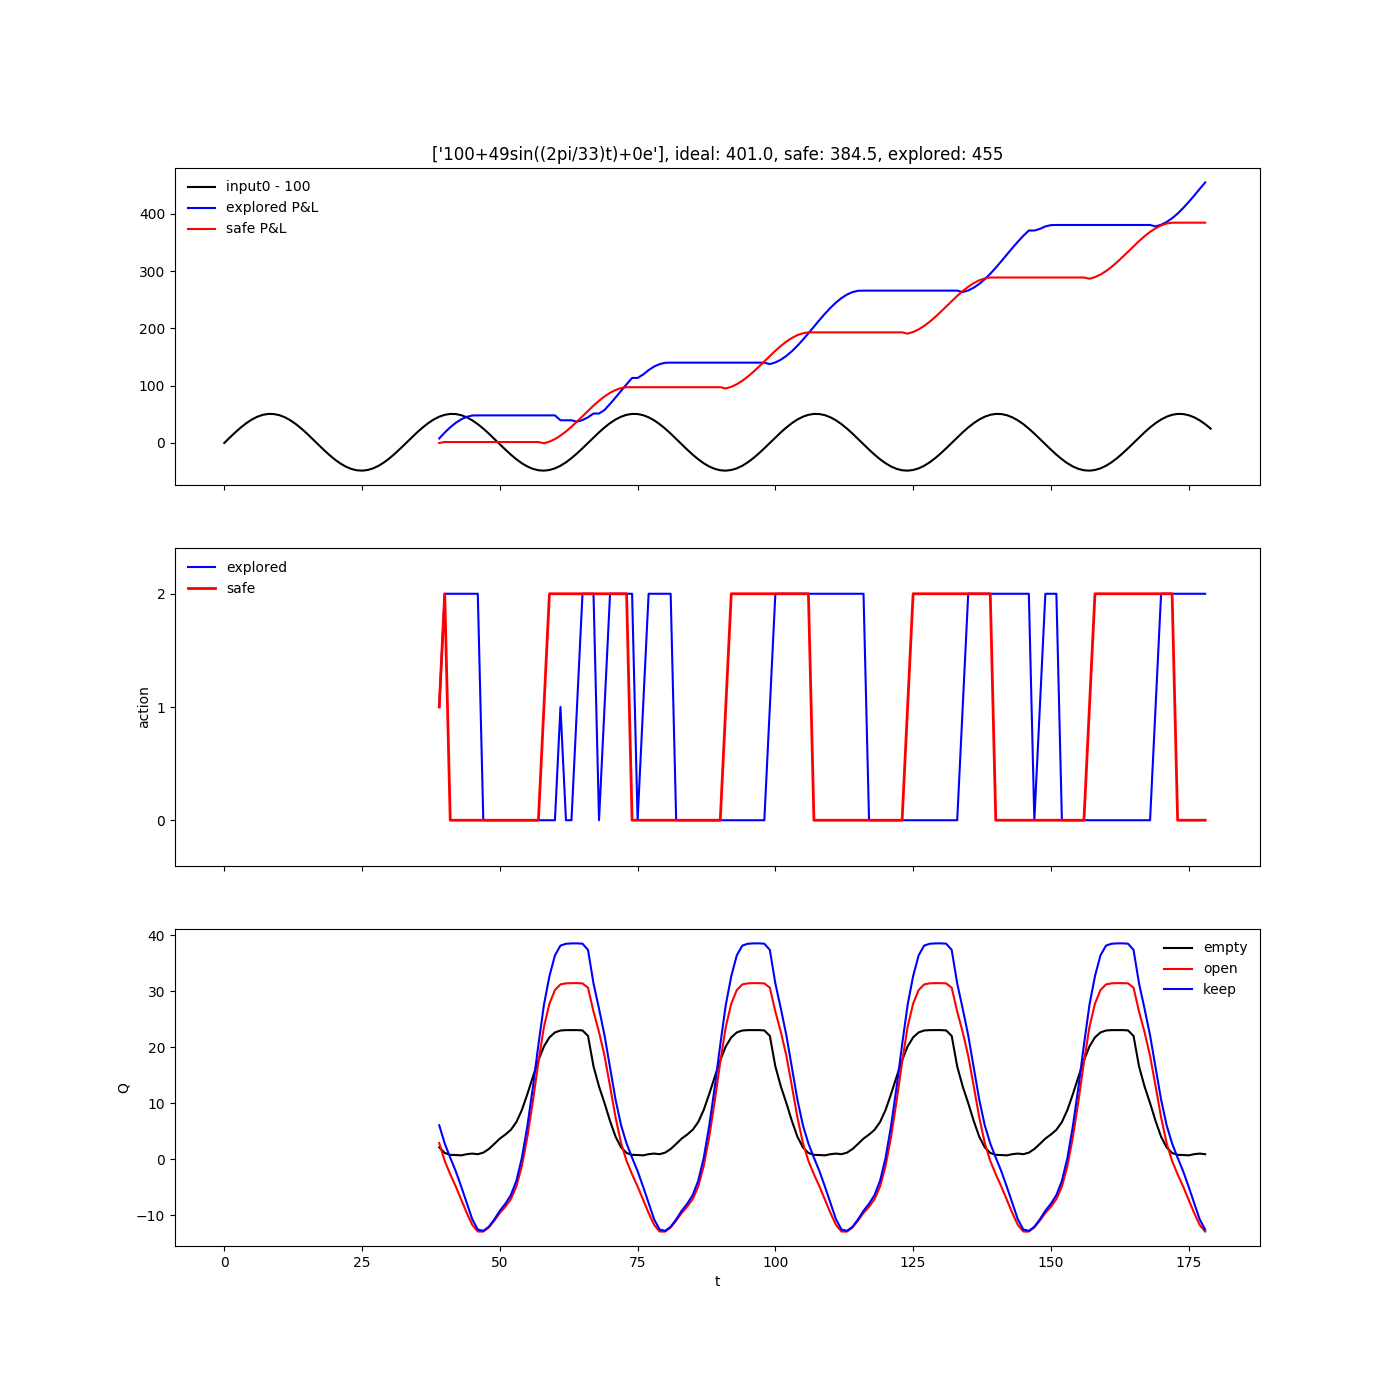 ['100+49sin((2pi/33)t)+0e'], ideal: 401.0, safe: 384.5, explored: 455
input0 - 100
explored P&L
safe P&L
400
300
200
100
0
explored
safe
2
1
0
action
empty
open
keep
40
30
20
10
0
−10
Q
0 25 50 75 100 125 150 175
t